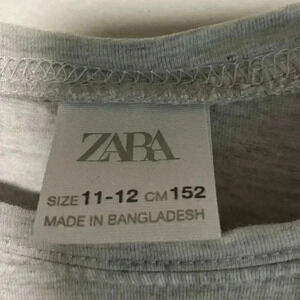 ZARA
SIZE 11-12 CM 152
MADE IN BANGLADESH